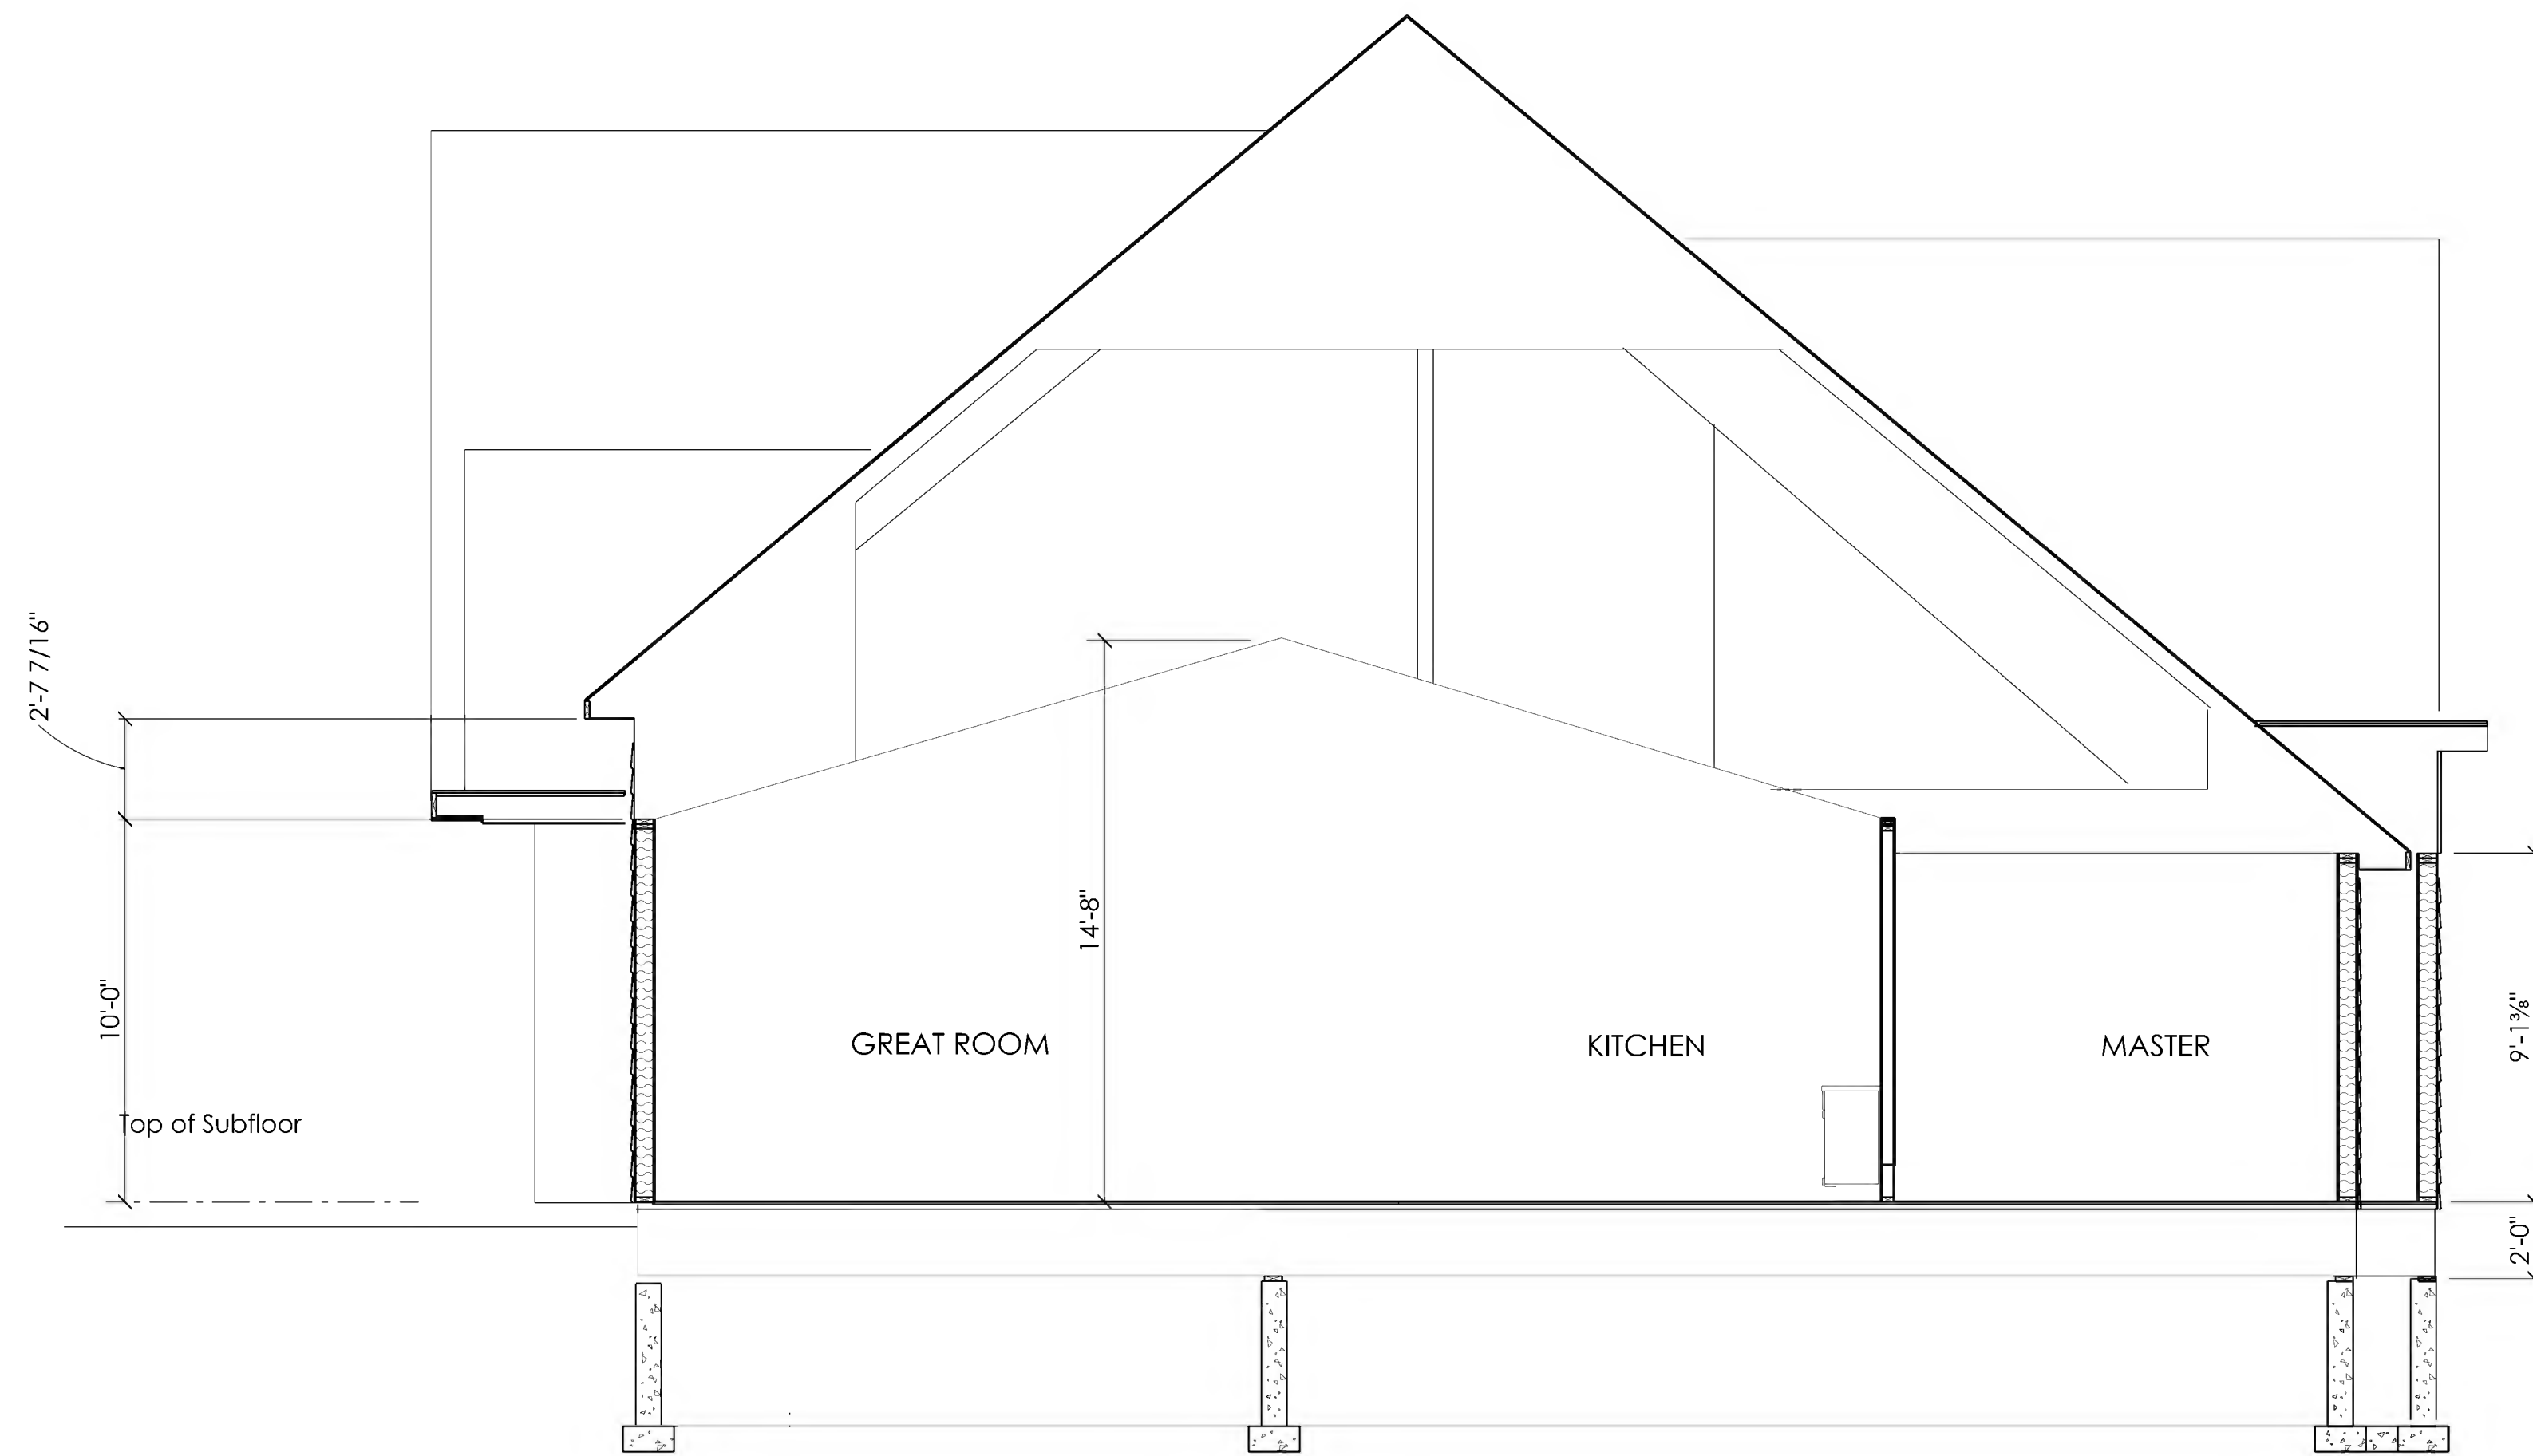 2'-7 7/16"
14'-8"
10'-0"
GREAT ROOM
KITCHEN
MASTER
9'-1⅜"
Top of Subfloor
2'-0"